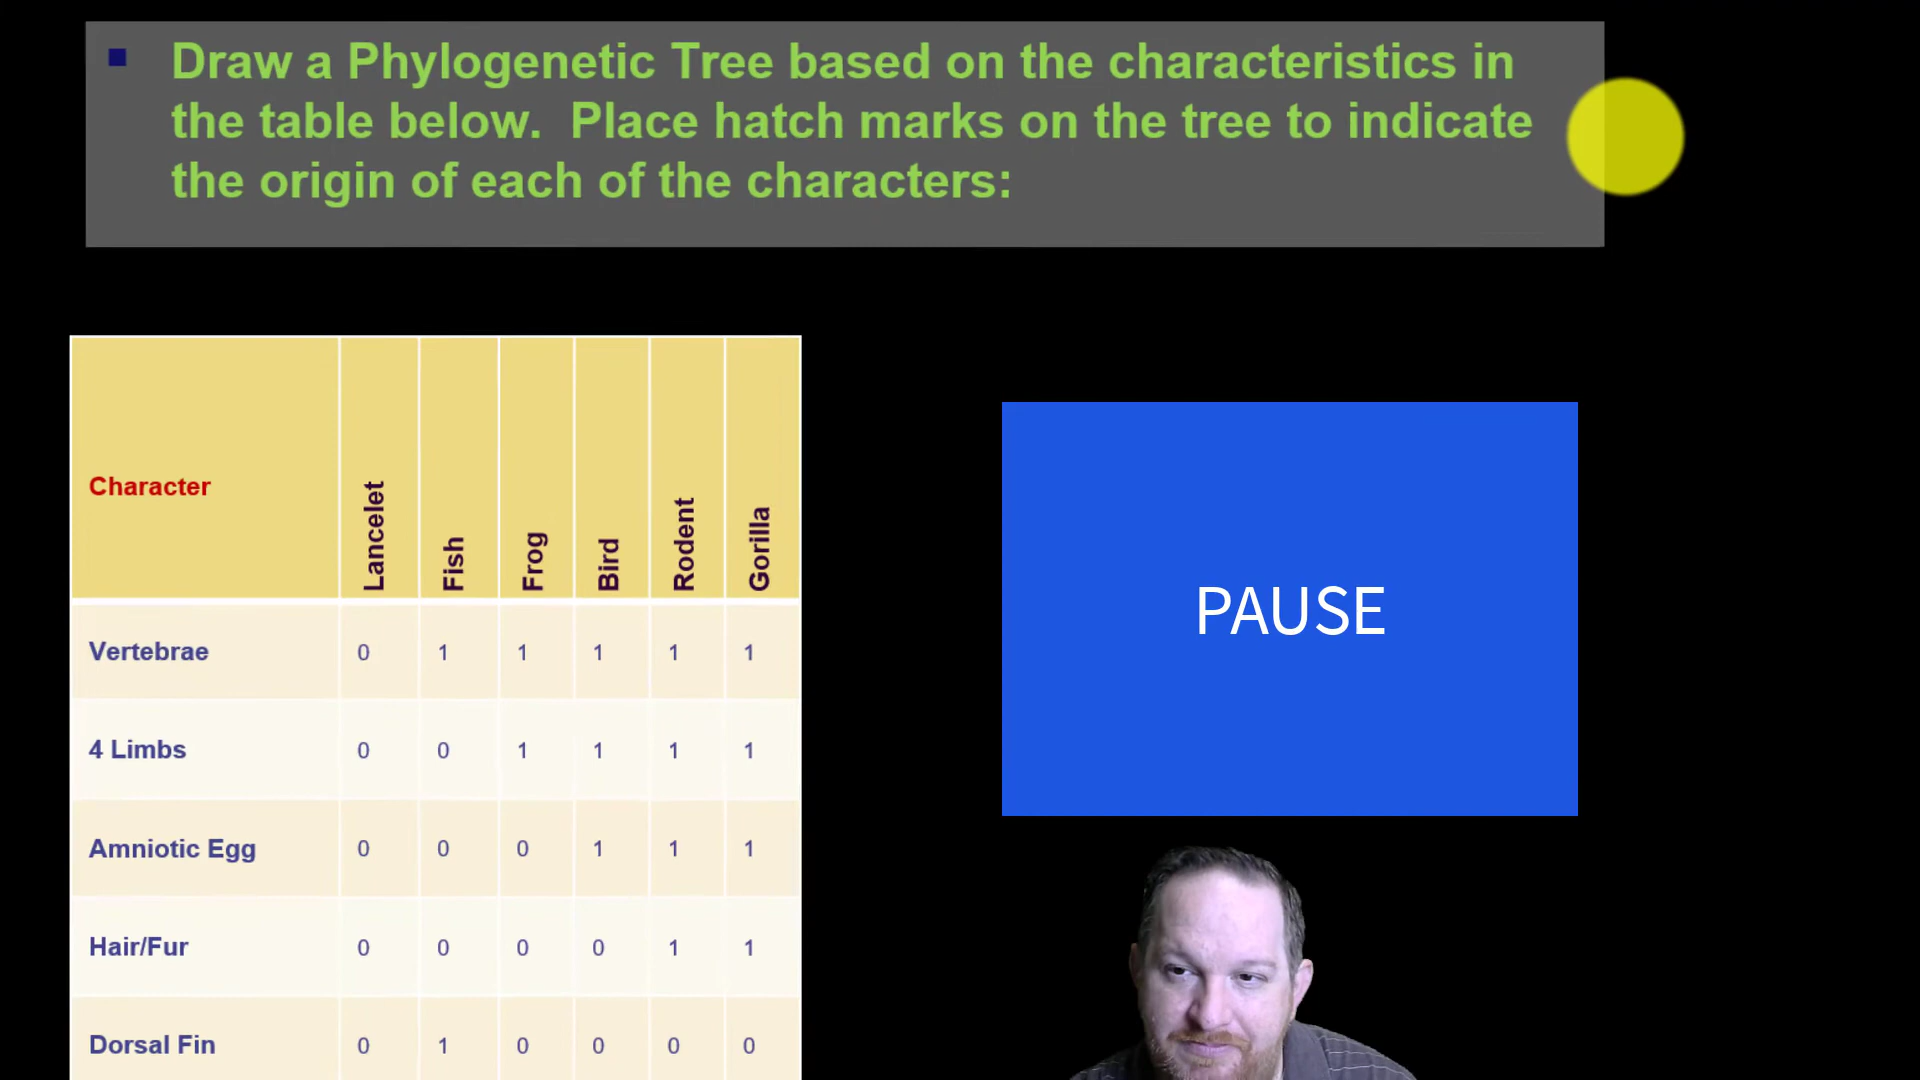 Draw a Phylogenetic Tree based on the characteristics in
the table below. Place hatch marks on the tree to indicate
the origin of each of the characters:
Character Lancelet Fish Frog Bird Rodent Gorilla
Vertebrae 0 1 1 1 1 1
4 Limbs 0 0 1 1 1 1
Amniotic Egg 0 0 0 1 1 1
Hair/Fur 0 0 0 0 1 1
Dorsal Fin 0 1 0 0 0 0
PAUSE